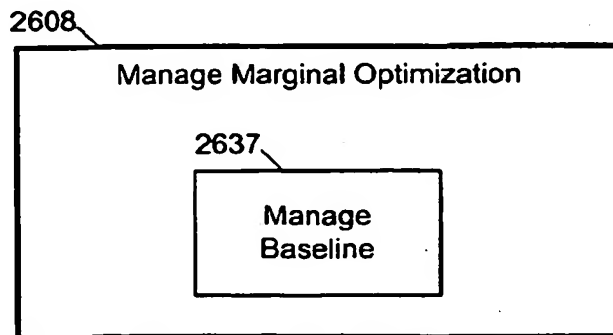 2608
Manage Marginal Optimization
2637
Manage
Baseline